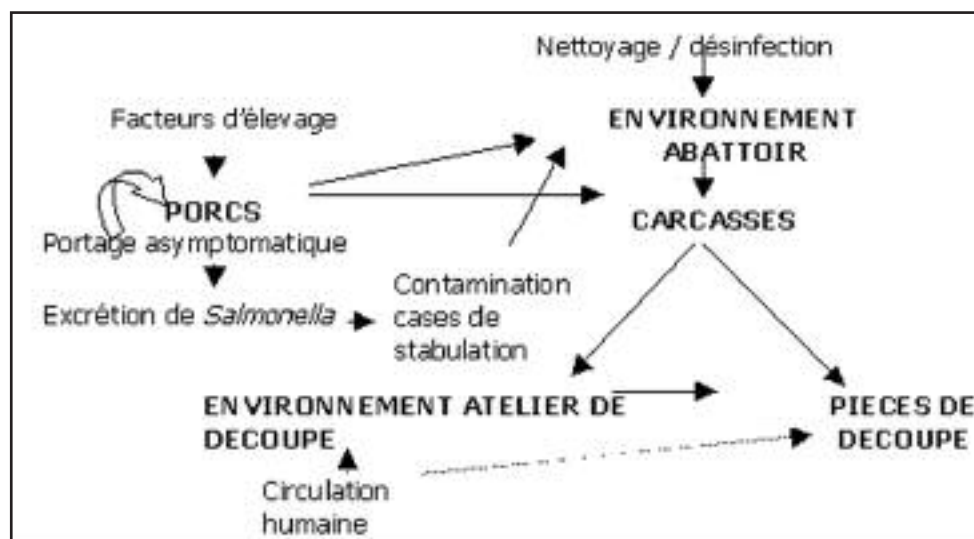 Nettoyage / désinfection
Facteurs d'élevage
ENVIRONNEMENT
ABATTOIR
PORCS
Portage asymptomatique
CARCASSES
Excrétion de Salmonella
Contamination
cases de
stabulation
ENVIRONNEMENT ATELIER DE
DECOUPE
PIECES DE
DECOUPE
Circulation
humaine